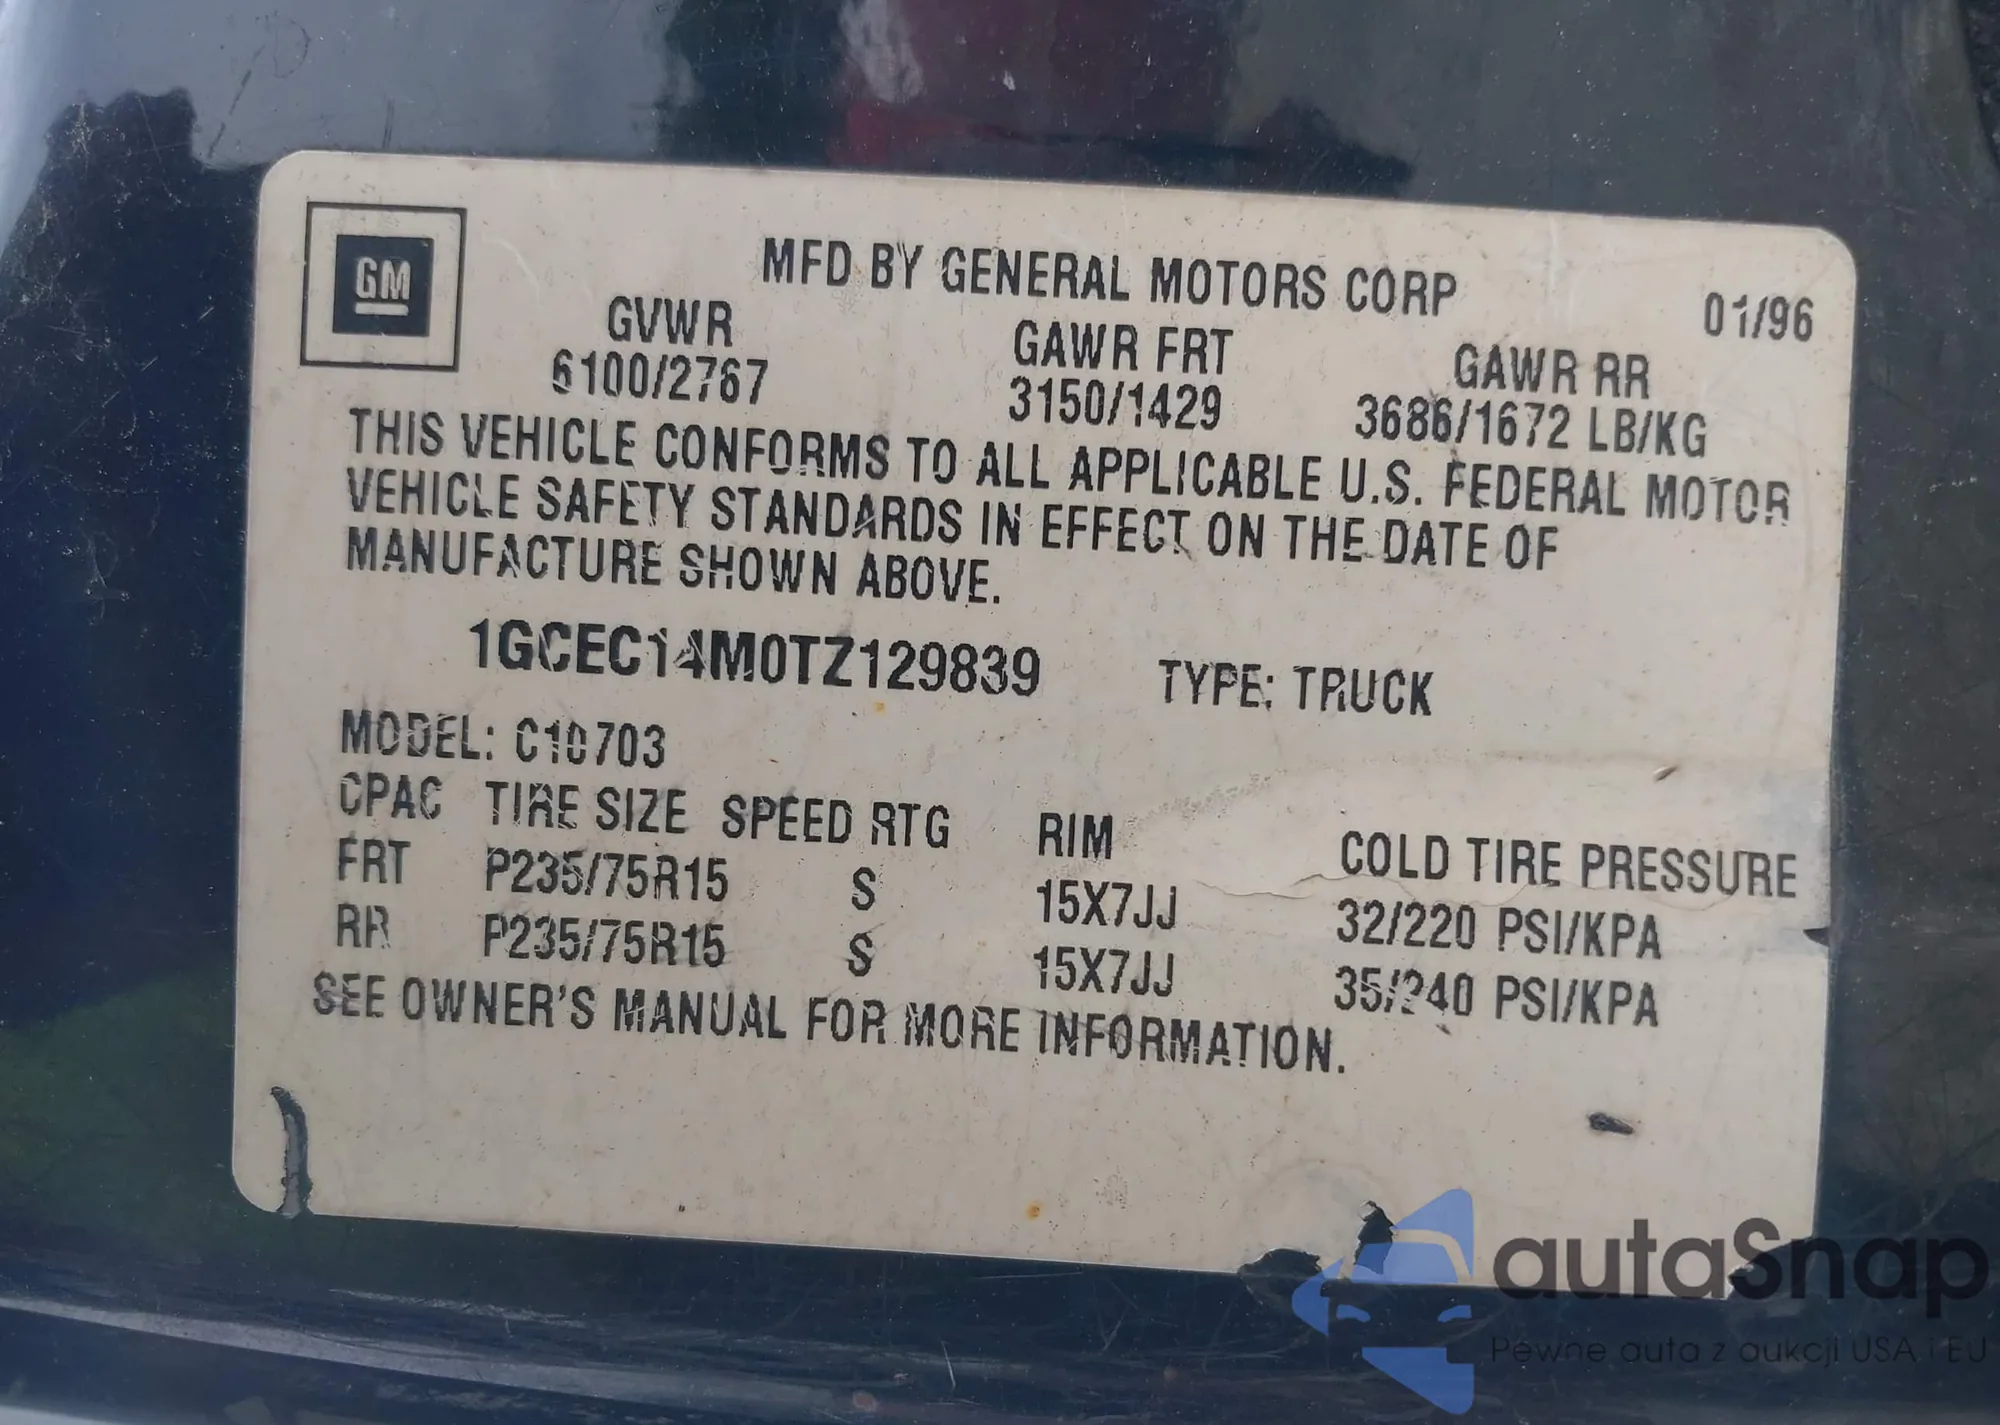 GM
MFD BY GENERAL MOTORS CORP 01/96
GVWR GAWR FRT GAWR RR
6100/2767 3150/1429 3686/1672 LB/KG
THIS VEHICLE CONFORMS TO ALL APPLICABLE U.S. FEDERAL MOTOR
VEHICLE SAFETY STANDARDS IN EFFECT ON THE DATE OF
MANUFACTURE SHOWN ABOVE.
1GCEC14M0TZ129839 TYPE: TRUCK
MODEL: C10703
CPAC TIRE SIZE SPEED RTG RIM COLD TIRE PRESSURE
FRT P235/75R15 S 15X7JJ 32/220 PSI/KPA
RR P235/75R15 S 15X7JJ 35/240 PSI/KPA
SEE OWNER'S MANUAL FOR MORE INFORMATION.
autaSnap
Pewne auta z aukcji USA i EU